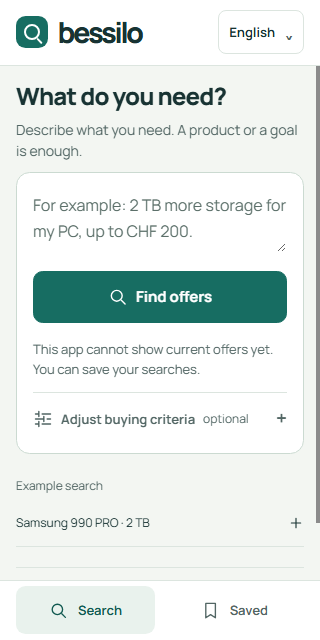 bessilo
English
What do you need?
Describe what you need. A product or a goal
is enough.
For example: 2 TB more storage for
my PC, up to CHF 200.
Find offers
This app cannot show current offers yet.
You can save your searches.
Adjust buying criteria optional +
Example search
Samsung 990 PRO · 2 TB +
Search
Saved